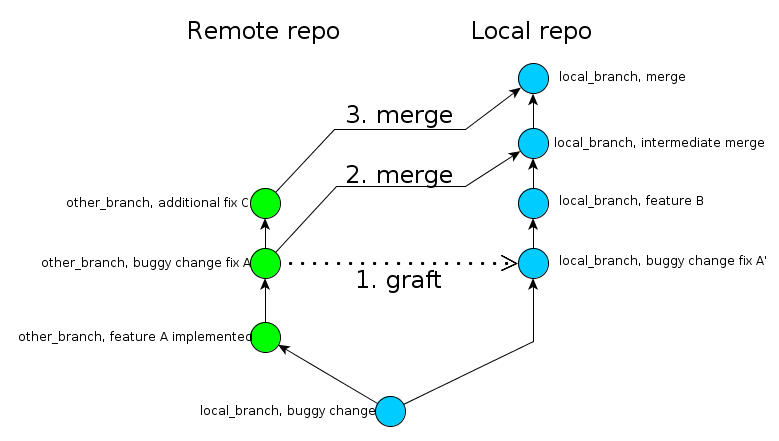 Remote repo
Local repo
local_branch, merge
3. merge
local_branch, intermediate merge
2. merge
other_branch, additional fix C
local_branch, feature B
other_branch, buggy change fix A
local_branch, buggy change fix A'
1. graft
other_branch, feature A implemented
local_branch, buggy change